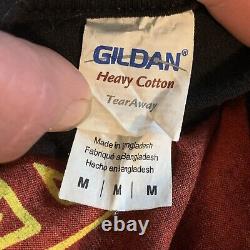 GILDAN®
Heavy Cotton
TearAway
Made in Bangladesh
Fabriqué au Bangladesh
Hecho en Bangladesh
M M M